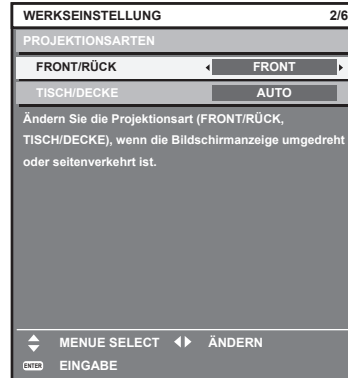 WERKSEINSTELLUNG 2/6
PROJEKTIONSARTEN
FRONT/RÜCK FRONT
TISCH/DECKE AUTO
Ändern Sie die Projektionsart (FRONT/RÜCK,
TISCH/DECKE), wenn die Bildschirmanzeige umgedreht
oder seitenverkehrt ist.
MENUE SELECT ÄNDERN
ENTER EINGABE